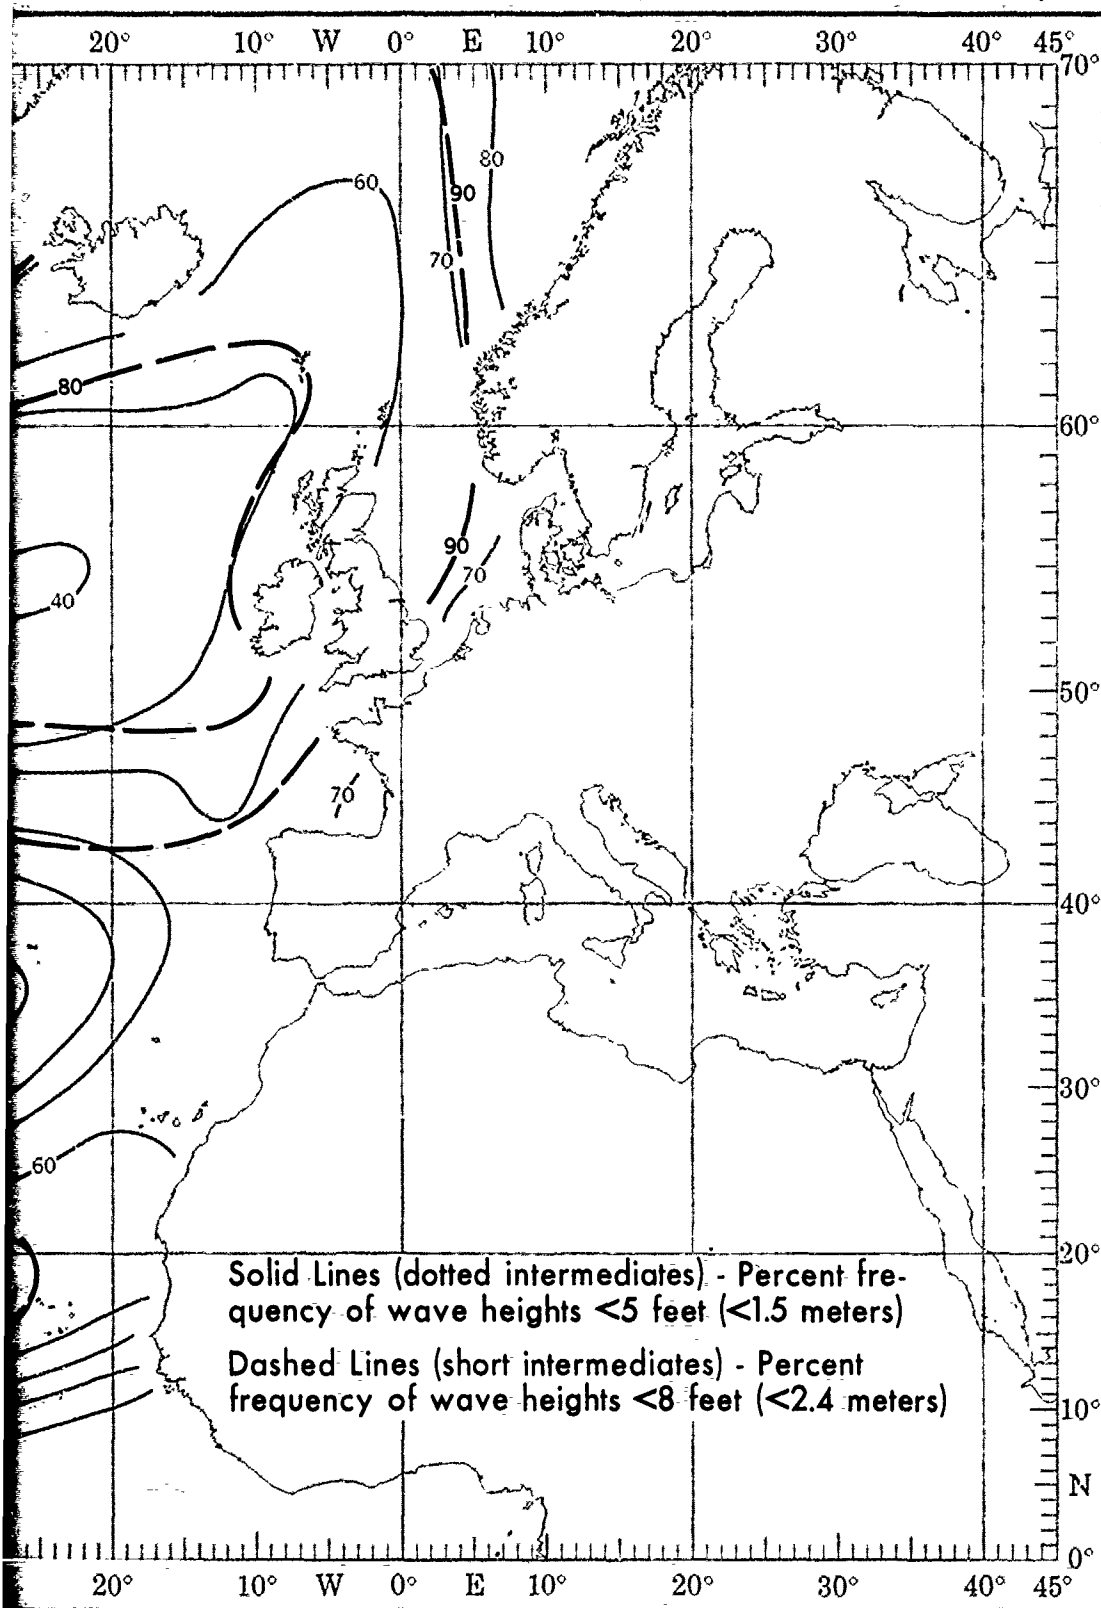 20° 10° W 0° E 10° 20° 30° 40° 45°
70°
80
60
90
70
80
60°
90
70
40
50°
70
40°
30°
60
20°
Solid Lines (dotted intermediates) - Percent fre-
quency of wave heights <5 feet (<1.5 meters)
Dashed Lines (short intermediates) - Percent
frequency of wave heights <8 feet (<2.4 meters)
10°
N
0°
20° 10° W 0° E 10° 20° 30° 40° 45°